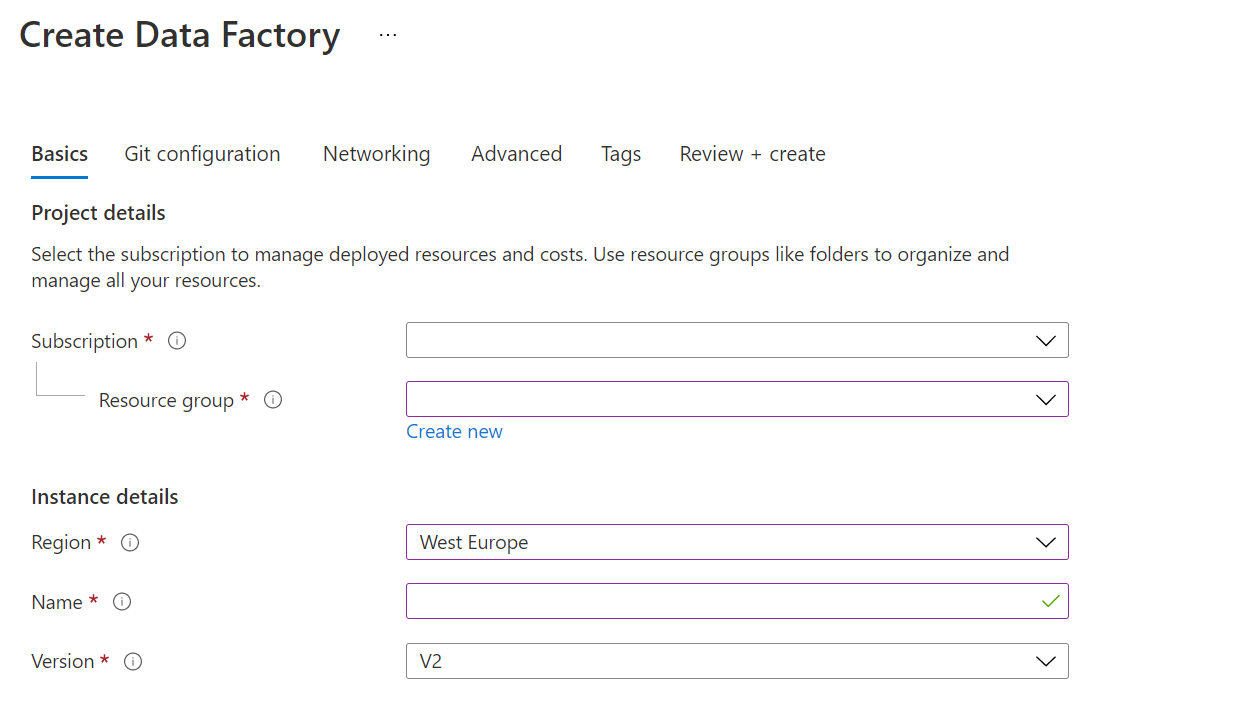 Create Data Factory ...
Basics Git configuration Networking Advanced Tags Review + create
Project details
Select the subscription to manage deployed resources and costs. Use resource groups like folders to organize and
manage all your resources.
Subscription *
Resource group *
Create new
Instance details
Region * West Europe
Name *
Version * V2